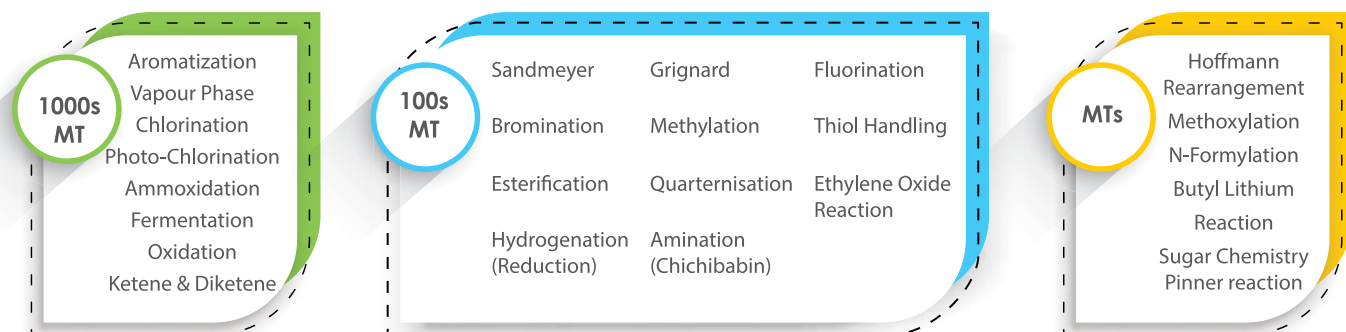 1000s
MT
Aromatization
Vapour Phase
Chlorination
Photo-Chlorination
Ammoxidation
Fermentation
Oxidation
Ketene & Diketene
100s
MT
Sandmeyer
Grignard
Fluorination
Bromination
Methylation
Thiol Handling
Esterification
Quarternisation
Ethylene Oxide
Reaction
Hydrogenation
(Reduction)
Amination
(Chichibabin)
MTs
Hoffmann
Rearrangement
Methoxylation
N-Formylation
Butyl Lithium
Reaction
Sugar Chemistry
Pinner reaction